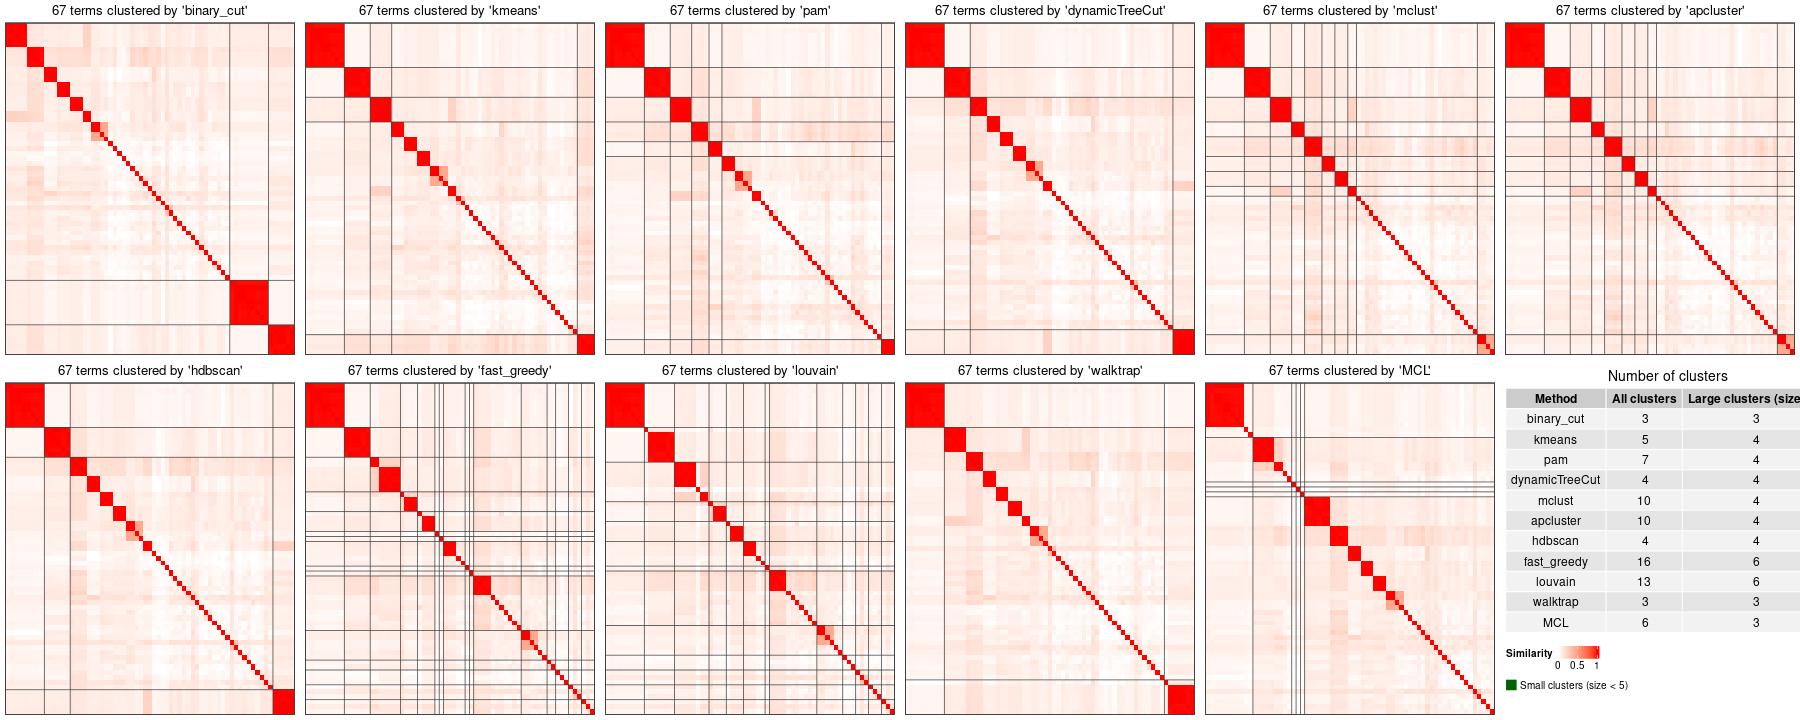 67 terms clustered by 'binary_cut'
67 terms clustered by 'kmeans'
67 terms clustered by 'pam'
67 terms clustered by 'dynamicTreeCut'
67 terms clustered by 'mclust'
67 terms clustered by 'apcluster'
67 terms clustered by 'hdbscan'
67 terms clustered by 'fast_greedy'
67 terms clustered by 'louvain'
67 terms clustered by 'walktrap'
67 terms clustered by 'MCL'
Number of clusters
Method All clusters Large clusters (size
binary_cut 3 3
kmeans 5 4
pam 7 4
dynamicTreeCut 4 4
mclust 10 4
apcluster 10 4
hdbscan 4 4
fast_greedy 16 6
louvain 13 6
walktrap 3 3
MCL 6 3
Similarity
0 0.5 1
Small clusters (size < 5)